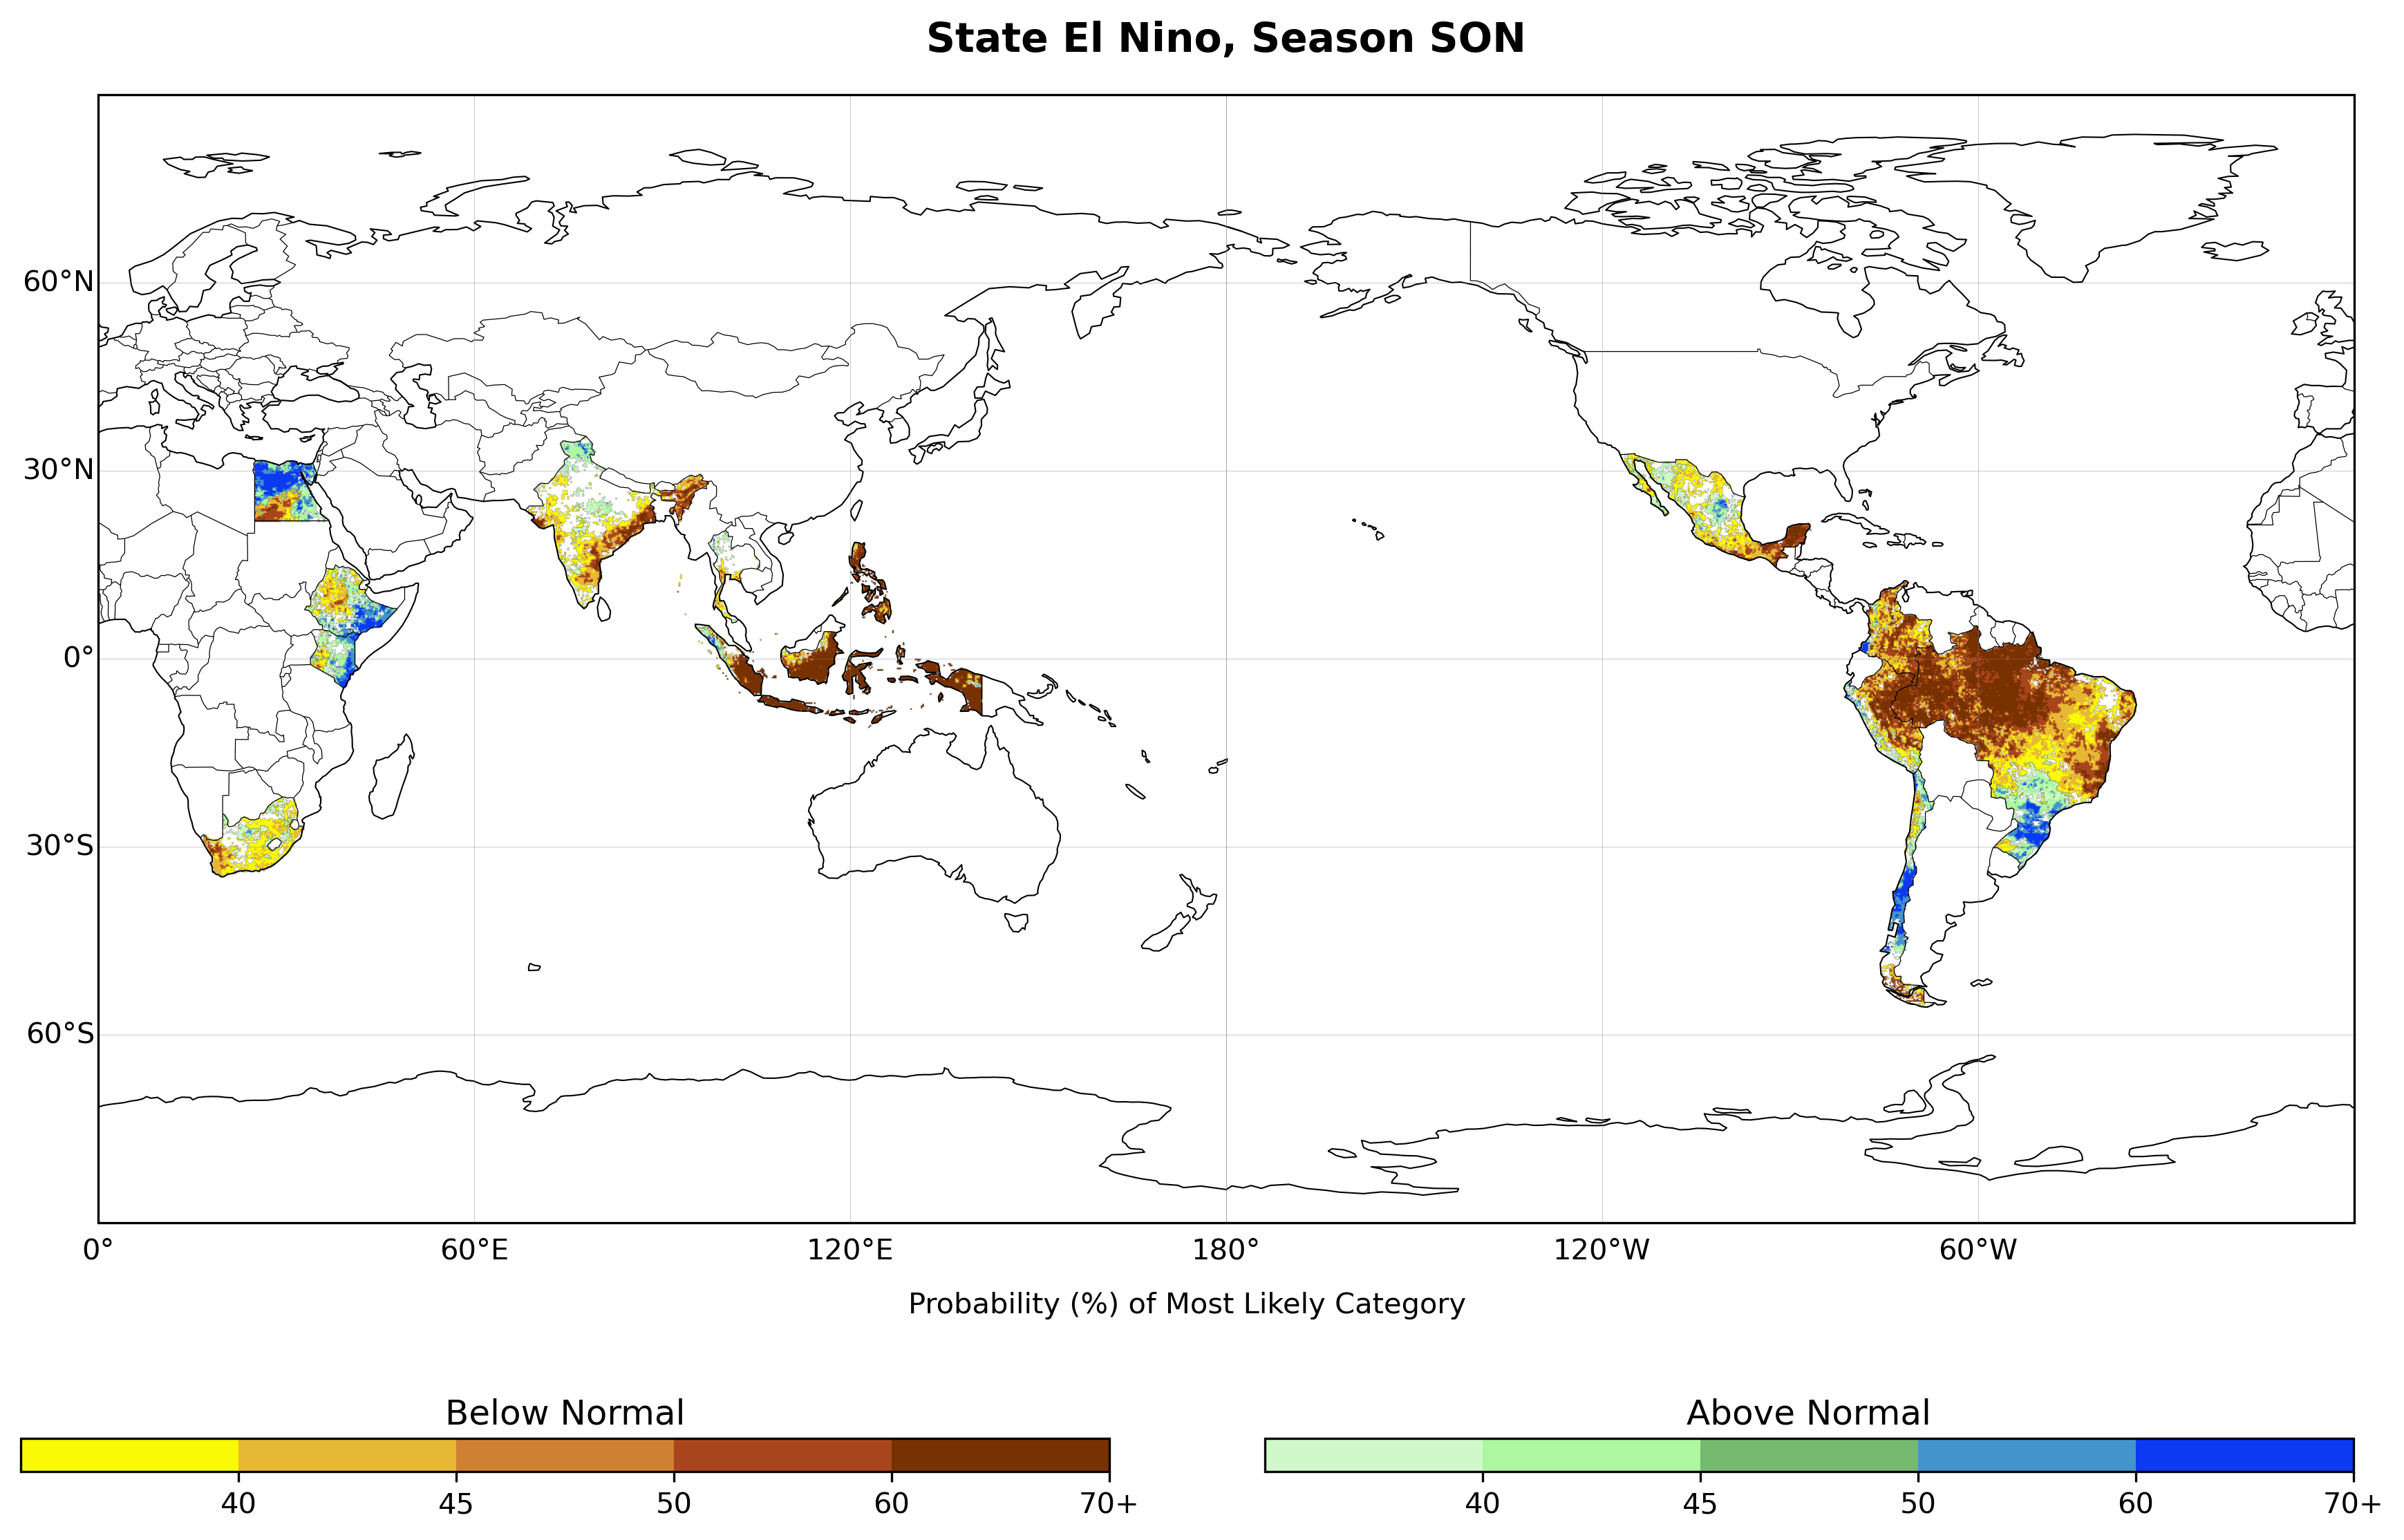 State El Nino, Season SON
60°N
30°N
0°
30°S
60°S
0° 60°E 120°E 180° 120°W 60°W
Probability (%) of Most Likely Category
Below Normal
40 45 50 60 70+
Above Normal
40 45 50 60 70+